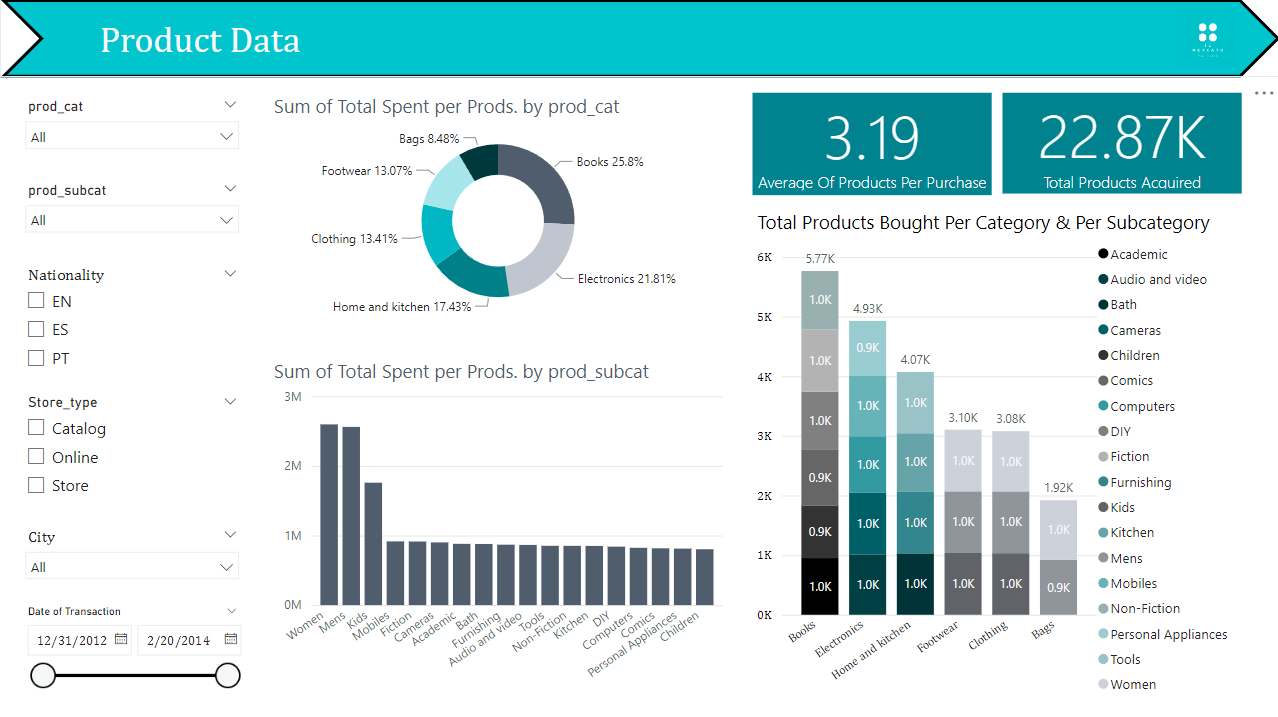 Product Data
IL
MERCATO
prod_cat
All
prod_subcat
All
Nationality
EN
ES
PT
Store_type
Catalog
Online
Store
City
All
Date of Transaction
12/31/2012
2/20/2014
Sum of Total Spent per Prods. by prod_cat
Bags 8.48%
Books 25.8%
Footwear 13.07%
Clothing 13.41%
Electronics 21.81%
Home and kitchen 17.43%
Sum of Total Spent per Prods. by prod_subcat
3M
2M
1M
0M
Women
Mens
Kids
Mobiles
Fiction
Cameras
Academic
Bath
Furnishing
Audio and video
Tools
Non-Fiction
Kitchen
DIY
Computers
Comics
Personal Appliances
Children
3.19
Average Of Products Per Purchase
22.87K
Total Products Acquired
Total Products Bought Per Category & Per Subcategory
6K
5K
4K
3K
2K
1K
0K
5.77K
1.0K
1.0K
1.0K
0.9K
0.9K
1.0K
4.93K
0.9K
1.0K
1.0K
1.0K
1.0K
4.07K
1.0K
1.0K
1.0K
1.0K
3.10K
1.0K
1.0K
1.0K
3.08K
1.0K
1.0K
1.0K
1.92K
1.0K
0.9K
Books
Electronics
Home and kitchen
Footwear
Clothing
Bags
Academic
Audio and video
Bath
Cameras
Children
Comics
Computers
DIY
Fiction
Furnishing
Kids
Kitchen
Mens
Mobiles
Non-Fiction
Personal Appliances
Tools
Women